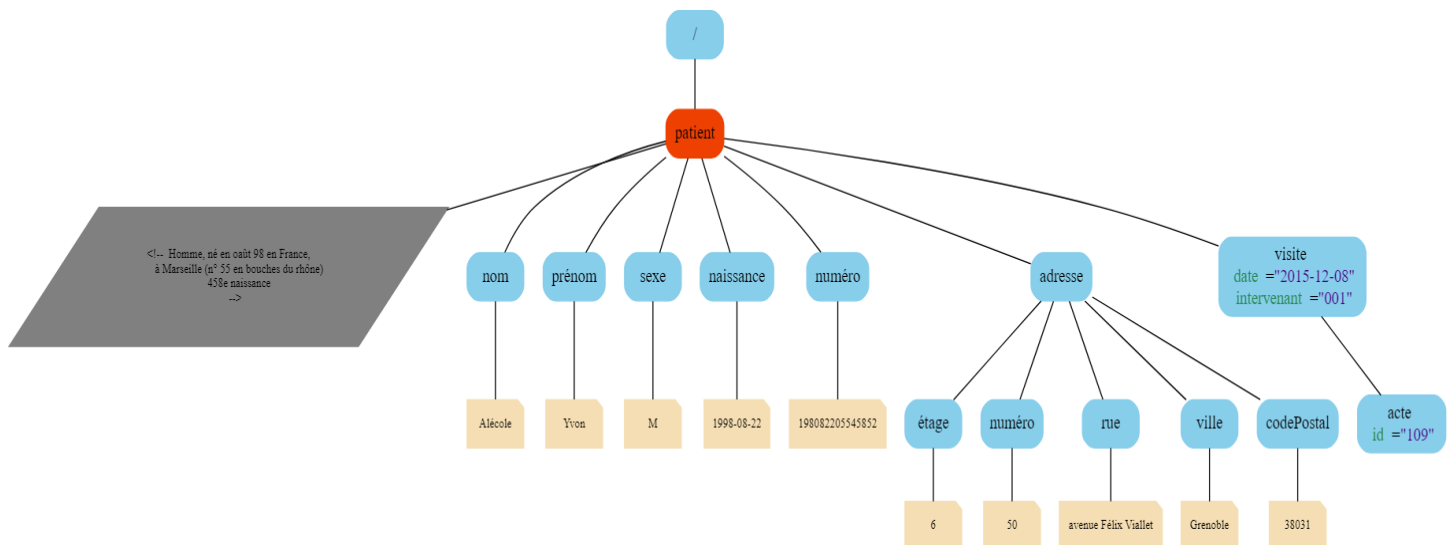 /
patient
<!-- Homme, né en oaût 98 en France,
à Marseille (n° 55 en bouches du rhône)
458e naissance
-->
nom
prénom
sexe
naissance
numéro
adresse
visite
date ="2015-12-08"
intervenant ="001"
Alécole
Yvon
M
1998-08-22
198082205545852
étage
numéro
rue
ville
codePostal
acte
id ="109"
6
50
avenue Félix Viallet
Grenoble
38031